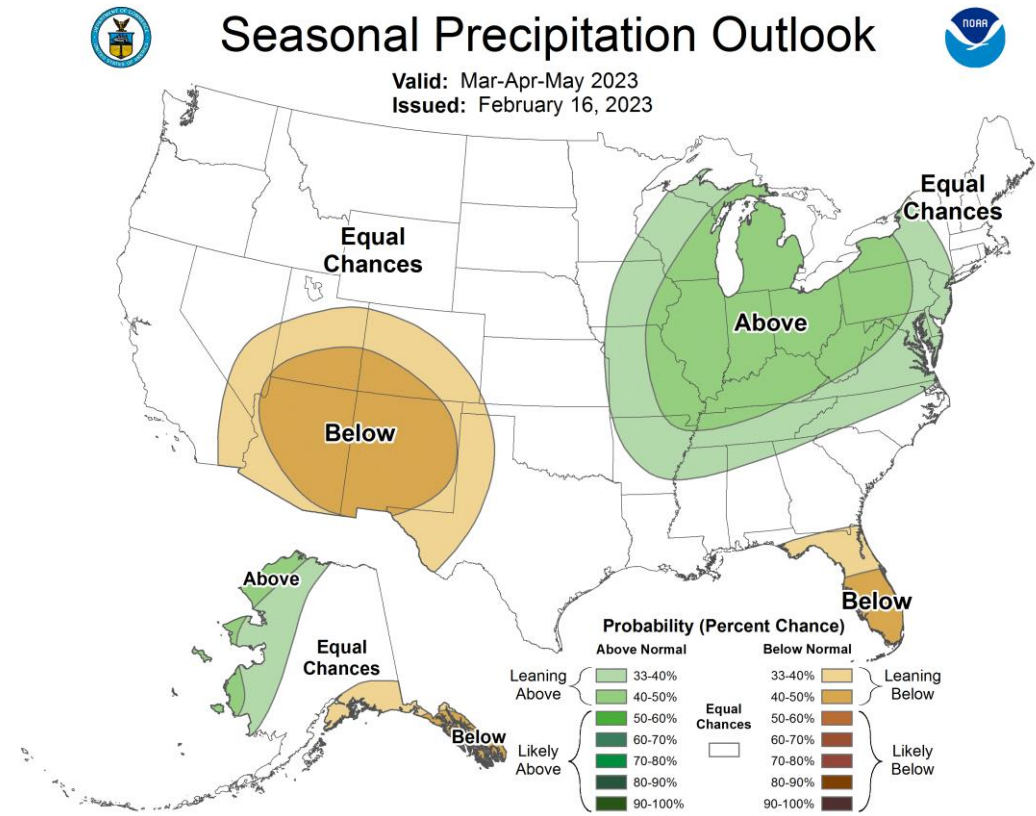 Seasonal Precipitation Outlook
NOAA
Valid: Mar-Apr-May 2023
Issued: February 16, 2023
Equal
Chances
Equal
Chances
Above
Below
Above
Equal
Chances
Below
Below
Probability (Percent Chance)
Above Normal
Below Normal
Leaning
Above
33-40%
40-50%
Likely
Above
50-60%
60-70%
70-80%
80-90%
90-100%
Equal
Chances
33-40%
40-50%
Leaning
Below
50-60%
60-70%
70-80%
80-90%
90-100%
Likely
Below